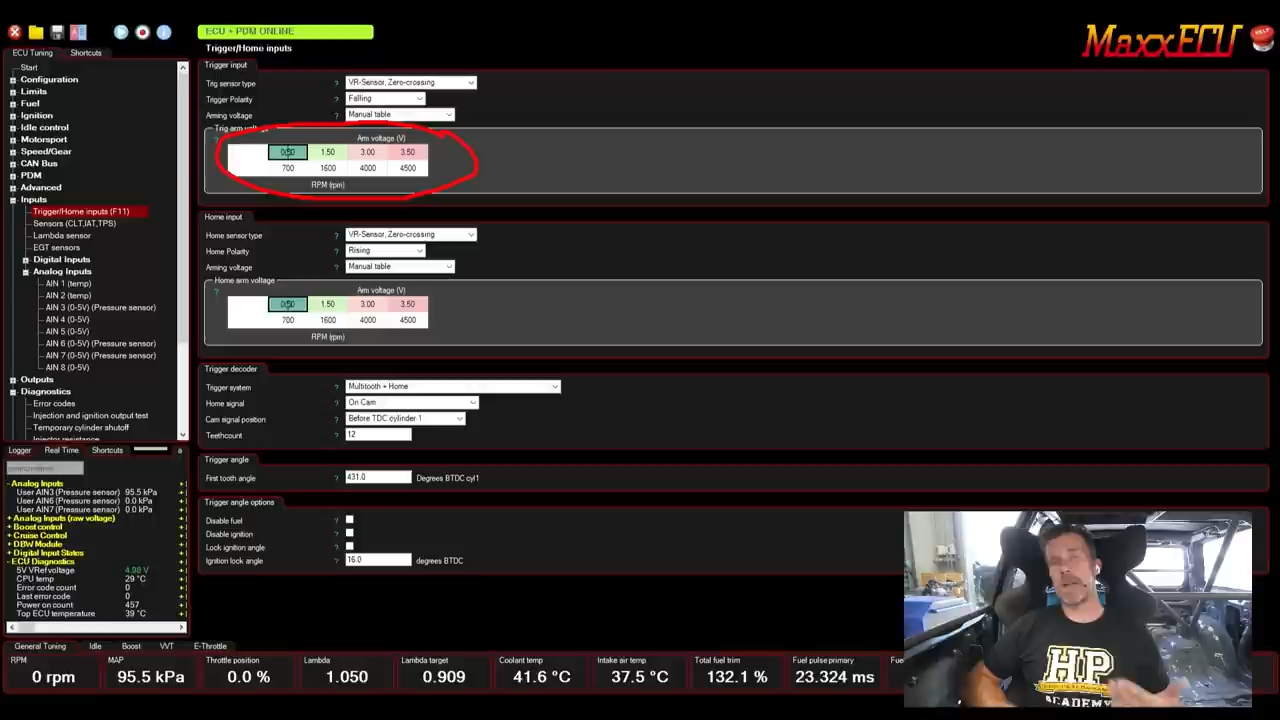 ECU + PDM ONLINE
MaxxECU
HELP
ECU Tuning Shortcuts
Start
Configuration
Limits
Fuel
Ignition
Idle control
Motorsport
Speed/Gear
CAN Bus
PDM
Advanced
Inputs
Trigger/Home inputs (F11)
Sensors (CLT,IAT,TPS)
Lambda sensor
EGT sensors
Digital Inputs
Analog Inputs
AIN 1 (temp)
AIN 2 (temp)
AIN 3 (0-5V) (Pressure sensor)
AIN 4 (0-5V)
AIN 5 (0-5V)
AIN 6 (0-5V) (Pressure sensor)
AIN 7 (0-5V) (Pressure sensor)
AIN 8 (0-5V)
Outputs
Diagnostics
Error codes
Injection and ignition output test
Temporary cylinder shutoff
Injector resistance
Logger Real Time Shortcuts a
Analog Inputs
User AIN3 (Pressure sensor) 95.5 kPa
User AIN6 (Pressure sensor) 0.0 kPa
User AIN7 (Pressure sensor) 0.0 kPa
Analog Inputs (raw voltage)
Boost control
Cruise Control
DBW Module
Digital Input States
ECU Diagnostics
5V VRef voltage 4.98 V
CPU temp 29 °C
Error code count 0
Last error code 0
Power on count 457
Top ECU temperature 39 °C
Trigger/Home inputs
Trigger input
Trig sensor type ? VR-Sensor, Zero-crossing
Trigger Polarity ? Falling
Arming voltage ? Manual table
Trig arm voltage
?
Arm voltage (V)
0.50 1.50 3.00 3.50
700 1600 4000 4500
RPM (rpm)
Home input
Home sensor type ? VR-Sensor, Zero-crossing
Home Polarity ? Rising
Arming voltage ? Manual table
Home arm voltage
?
Arm voltage (V)
0.50 1.50 3.00 3.50
700 1600 4000 4500
RPM (rpm)
Trigger decoder
Trigger system ? Multitooth + Home
Home signal ? On Cam
Cam signal position ? Before TDC cylinder 1
Teethcount ? 12
Trigger angle
First tooth angle ? 431.0 Degrees BTDC cyl1
Trigger angle options
Disable fuel ?
Disable ignition ?
Lock ignition angle ?
Ignition lock angle ? 16.0 degrees BTDC
HP
ACADEMY
General Tuning Idle Boost VVT E-Throttle
RPM MAP Throttle position Lambda Lambda target Coolant temp Intake air temp Total fuel trim Fuel pulse primary Fue
0 rpm 95.5 kPa 0.0 % 1.050 0.909 41.6 °C 37.5 °C 132.1 % 23.324 ms